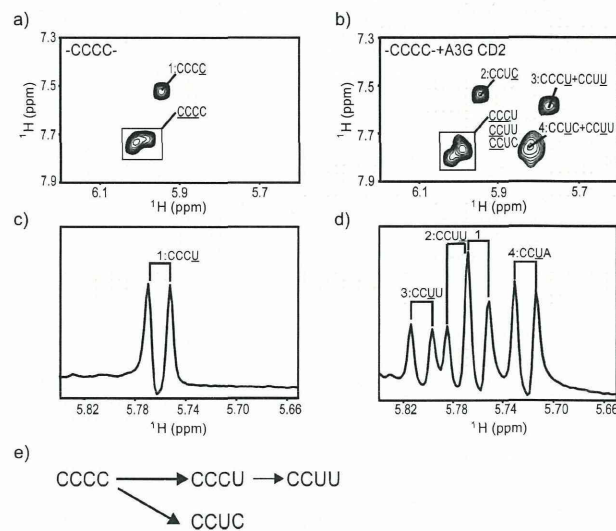 a)
-CCCC-
1:CCCC
CCCC
7.3
7.5
7.7
7.9
¹H (ppm)
6.1 5.9 5.7
¹H (ppm)
b)
-CCCC-+A3G CD2
2:CCUC
3:CCCU+CCUU
CCCU
CCUU
CCUC
4:CCUC+CCUU
7.3
7.5
7.7
7.9
¹H (ppm)
6.1 5.9 5.7
¹H (ppm)
c)
1:CCCU
5.82 5.78 5.74 5.70 5.66
¹H (ppm)
d)
2:CCUU 1
4:CCUA
3:CCUU
5.82 5.78 5.74 5.70 5.66
¹H (ppm)
e)
CCCC CCCU CCUU
CCUC